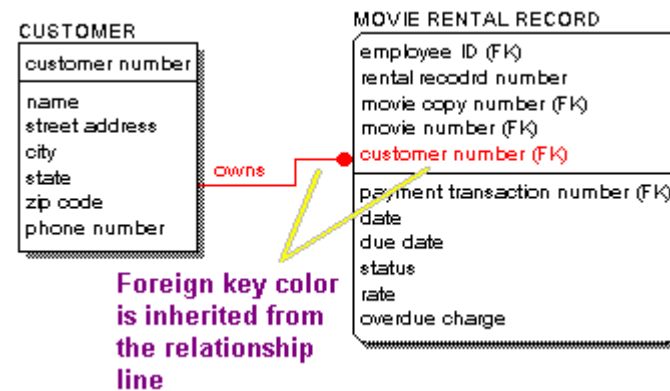 CUSTOMER
customer number
name
street address
city
state
zip code
phone number
owns
MOVIE RENTAL RECORD
employee ID (FK)
rental recodrd number
movie copy number (FK)
movie number (FK)
customer number (FK)
payment transaction number (FK)
date
due date
status
rate
overdue charge
Foreign key color
is inherited from
the relationship
line